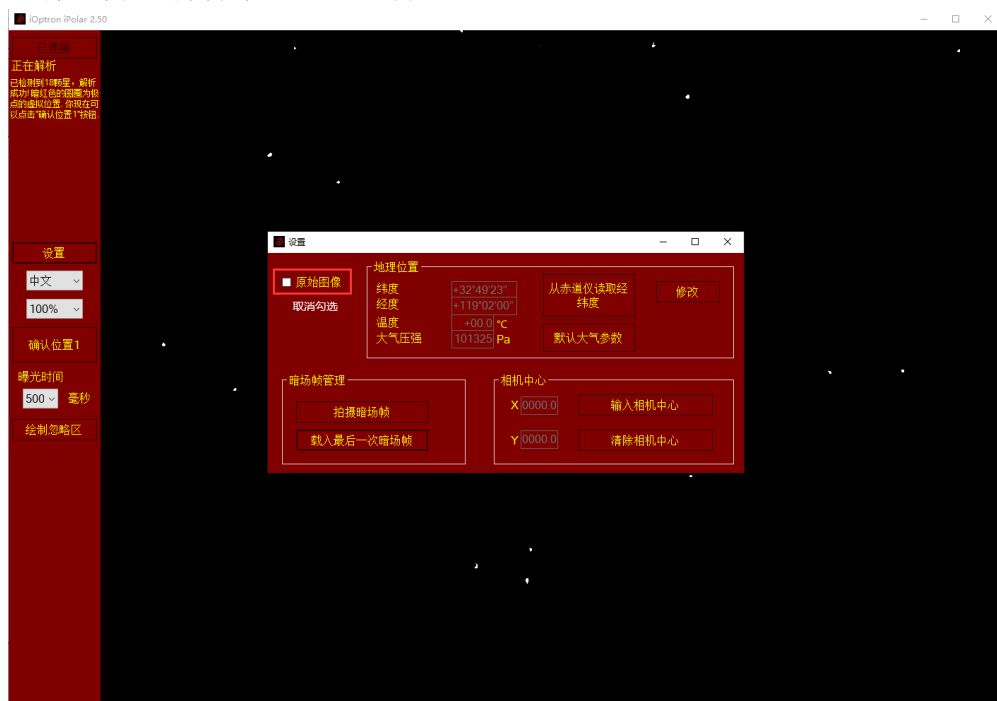 iOptron iPolar 2.50
已连接
正在解析
已检测到18颗星，解析
成功!暗红色的圆圈为极
点的虚拟位置. 你现在可
以点击"确认位置1"按钮.
设置
中文
100%
确认位置1
曝光时间
500 毫秒
绘制忽略区
设置
原始图像
取消勾选
地理位置
纬度 +32°49'23"
经度 +119°02'00"
温度 +00.0 °C
大气压强 101325 Pa
从赤道仪读取经
纬度
默认大气参数
修改
暗场帧管理
拍摄暗场帧
载入最后一次暗场帧
相机中心
X 0000.0 输入相机中心
Y 0000.0 清除相机中心